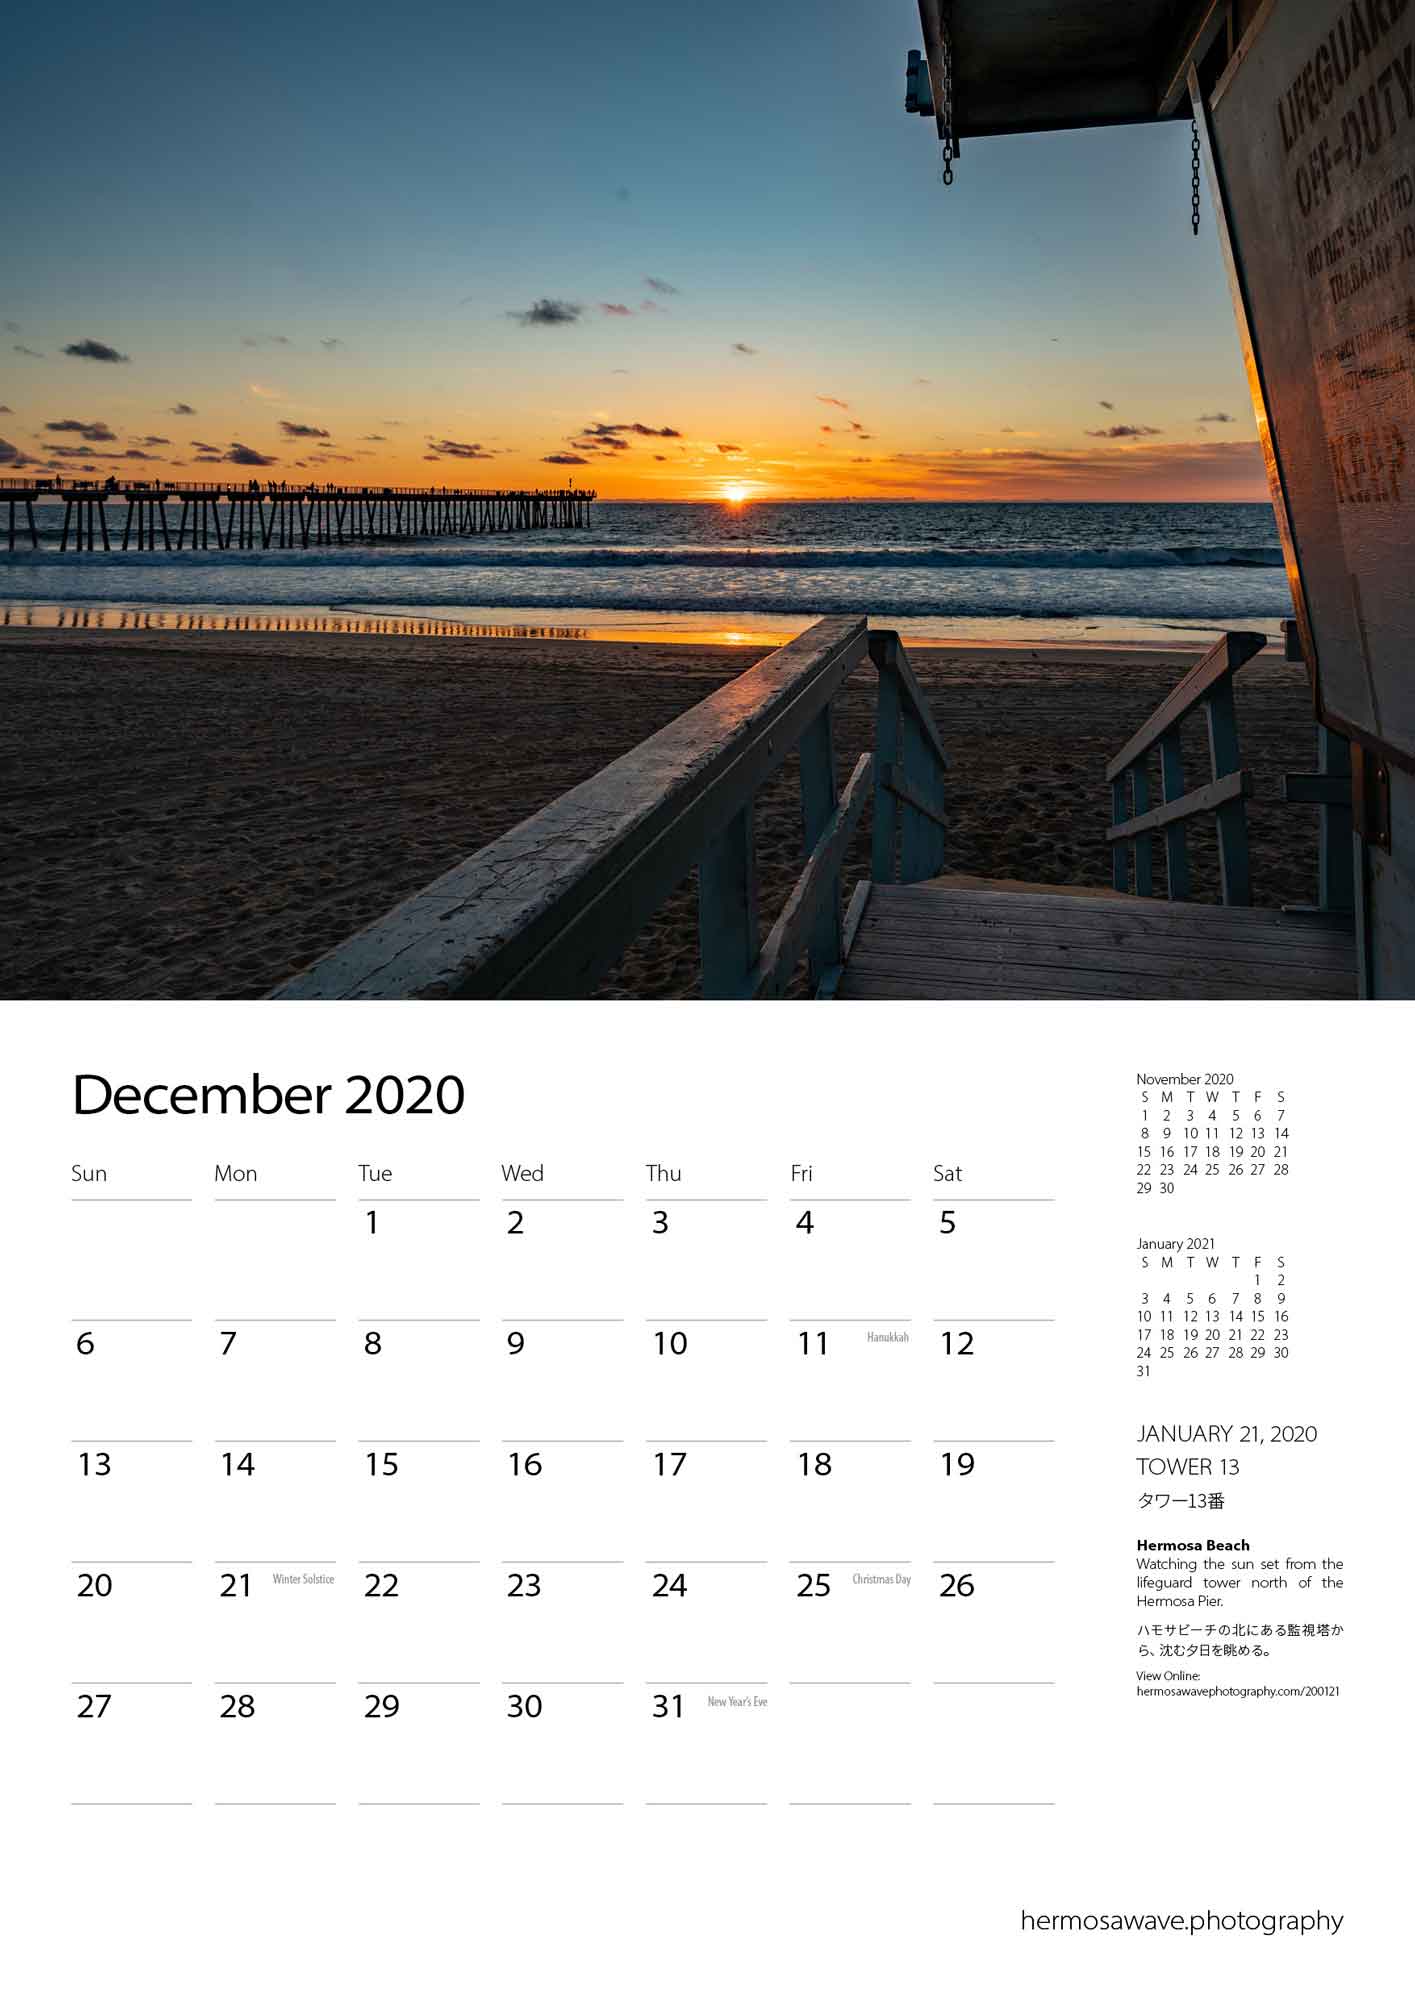 LIFEGUARD
OFF-DUTY
NO HAY SALVAVID
TRABAJAN
KEEP
December 2020
Sun Mon Tue Wed Thu Fri Sat
1 2 3 4 5
6 7 8 9 10 11 Hanukkah 12
13 14 15 16 17 18 19
20 21 Winter Solstice 22 23 24 25 Christmas Day 26
27 28 29 30 31 New Year's Eve
November 2020
S M T W T F S
1 2 3 4 5 6 7
8 9 10 11 12 13 14
15 16 17 18 19 20 21
22 23 24 25 26 27 28
29 30
January 2021
S M T W T F S
1 2
3 4 5 6 7 8 9
10 11 12 13 14 15 16
17 18 19 20 21 22 23
24 25 26 27 28 29 30
31
JANUARY 21, 2020
TOWER 13
タワー13番
Hermosa Beach
Watching the sun set from the
lifeguard tower north of the
Hermosa Pier.
ハモサビーチの北にある監視塔か
ら、沈む夕日を眺める。
View Online:
hermosawavephotography.com/200121
hermosawave.photography